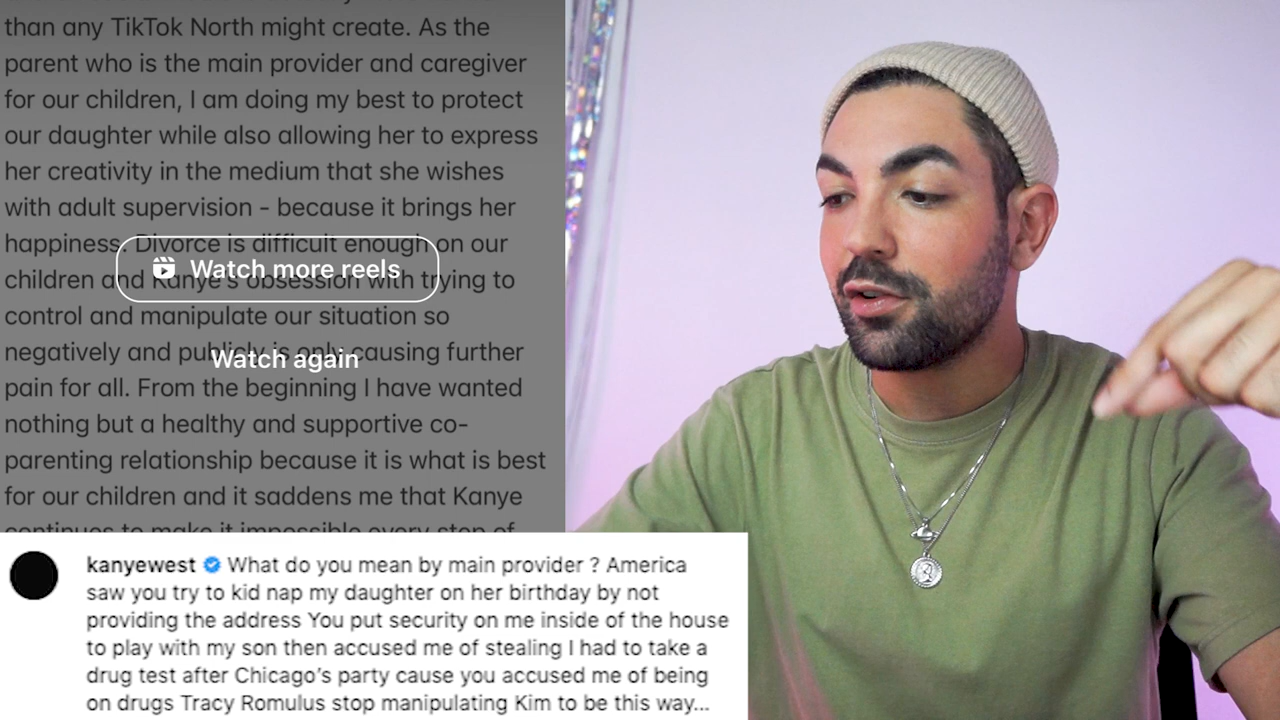 than any TikTok North might create. As the
parent who is the main provider and caregiver
for our children, I am doing my best to protect
our daughter while also allowing her to express
her creativity in the medium that she wishes
with adult supervision - because it brings her
happiness. Divorce is difficult enough on our
Watch more reels
children and Kanye's obsession with trying to
control and manipulate our situation so
negatively and publicly is only causing further
Watch again
pain for all. From the beginning I have wanted
nothing but a healthy and supportive co-
parenting relationship because it is what is best
for our children and it saddens me that Kanye
continues to make it impossible every step of
kanyewest What do you mean by main provider ? America
saw you try to kid nap my daughter on her birthday by not
providing the address You put security on me inside of the house
to play with my son then accused me of stealing I had to take a
drug test after Chicago's party cause you accused me of being
on drugs Tracy Romulus stop manipulating Kim to be this way...